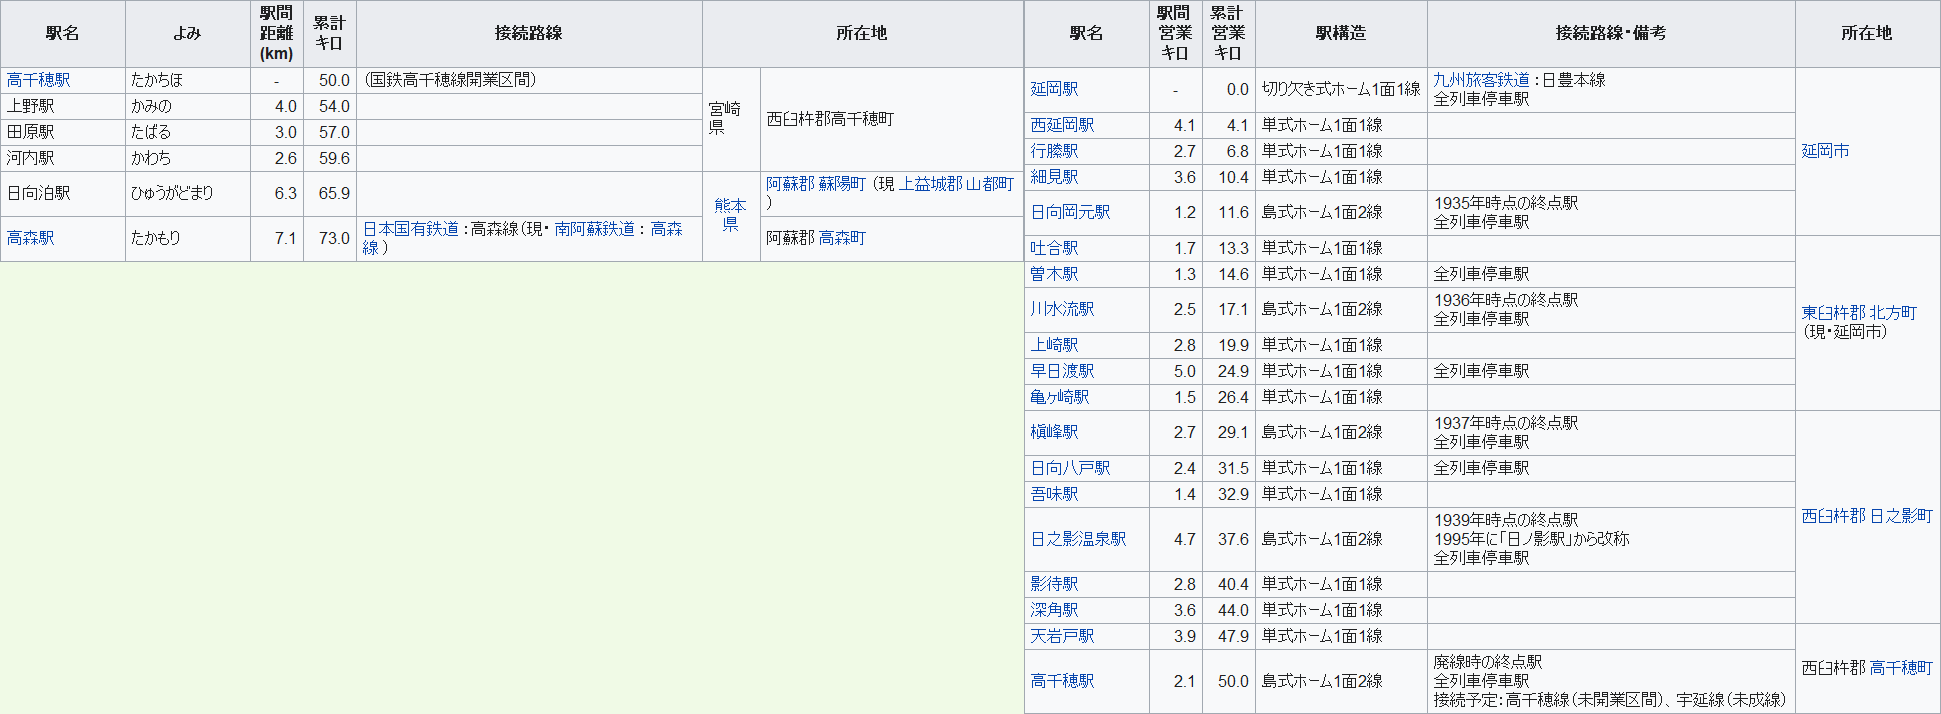 駅名 よみ 駅間距離(km) 累計キロ 接続路線 所在地
高千穂駅 たかちほ - 50.0 (国鉄高千穂線開業区間) 宮崎県 西臼杵郡高千穂町
上野駅 かみの 4.0 54.0
田原駅 たばる 3.0 57.0
河内駅 かわち 2.6 59.6
日向泊駅 ひゅうがどまり 6.3 65.9 熊本県 阿蘇郡 蘇陽町 (現 上益城郡 山都町)
高森駅 たかもり 7.1 73.0 日本国有鉄道:高森線(現・南阿蘇鉄道:高森線) 阿蘇郡 高森町
駅名 駅間営業キロ 累計営業キロ 駅構造 接続路線・備考 所在地
延岡駅 - 0.0 切り欠き式ホーム1面1線 九州旅客鉄道:日豊本線
全列車停車駅 延岡市
西延岡駅 4.1 4.1 単式ホーム1面1線
行縢駅 2.7 6.8 単式ホーム1面1線
細見駅 3.6 10.4 単式ホーム1面1線
日向岡元駅 1.2 11.6 島式ホーム1面2線 1935年時点の終点駅
全列車停車駅
吐合駅 1.7 13.3 単式ホーム1面1線 東臼杵郡 北方町
(現・延岡市)
曽木駅 1.3 14.6 単式ホーム1面1線 全列車停車駅
川水流駅 2.5 17.1 島式ホーム1面2線 1936年時点の終点駅
全列車停車駅
上崎駅 2.8 19.9 単式ホーム1面1線
早日渡駅 5.0 24.9 単式ホーム1面1線 全列車停車駅
亀ヶ崎駅 1.5 26.4 単式ホーム1面1線
槇峰駅 2.7 29.1 島式ホーム1面2線 1937年時点の終点駅
全列車停車駅 西臼杵郡 日之影町
日向八戸駅 2.4 31.5 単式ホーム1面1線 全列車停車駅
吾味駅 1.4 32.9 単式ホーム1面1線
日之影温泉駅 4.7 37.6 島式ホーム1面2線 1939年時点の終点駅
1995年に「日ノ影駅」から改称
全列車停車駅
影待駅 2.8 40.4 単式ホーム1面1線
深角駅 3.6 44.0 単式ホーム1面1線
天岩戸駅 3.9 47.9 単式ホーム1面1線 西臼杵郡 高千穂町
高千穂駅 2.1 50.0 島式ホーム1面2線 廃線時の終点駅
全列車停車駅
接続予定:高千穂線(未開業区間)、宇延線(未成線)